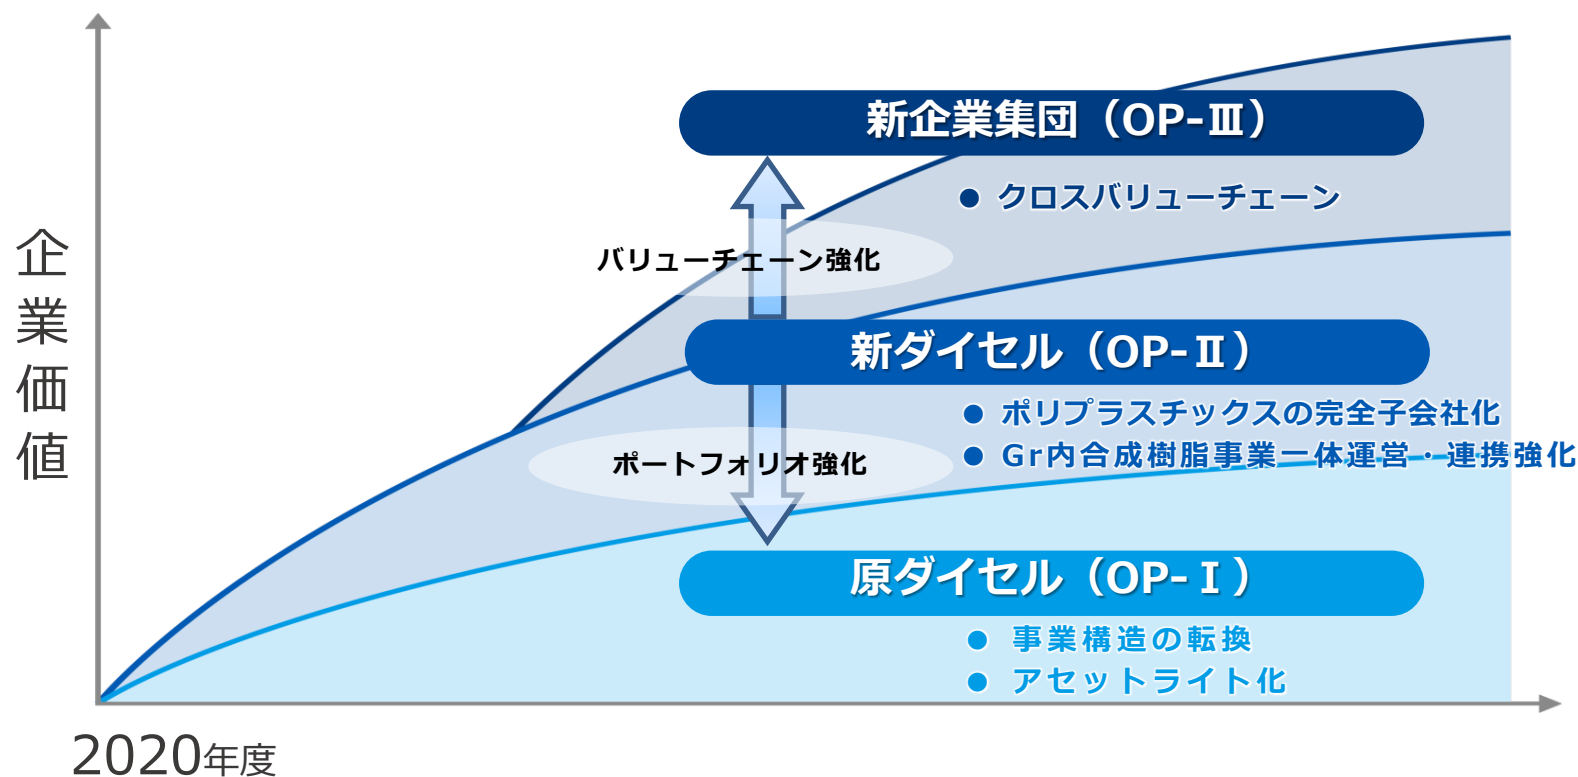 企業価値
新企業集団（OP-Ⅲ）
● クロスバリューチェーン
バリューチェーン強化
新ダイセル（OP-Ⅱ）
● ポリプラスチックスの完全子会社化
● Gr内合成樹脂事業一体運営・連携強化
ポートフォリオ強化
原ダイセル（OP-Ⅰ）
● 事業構造の転換
● アセットライト化
2020年度